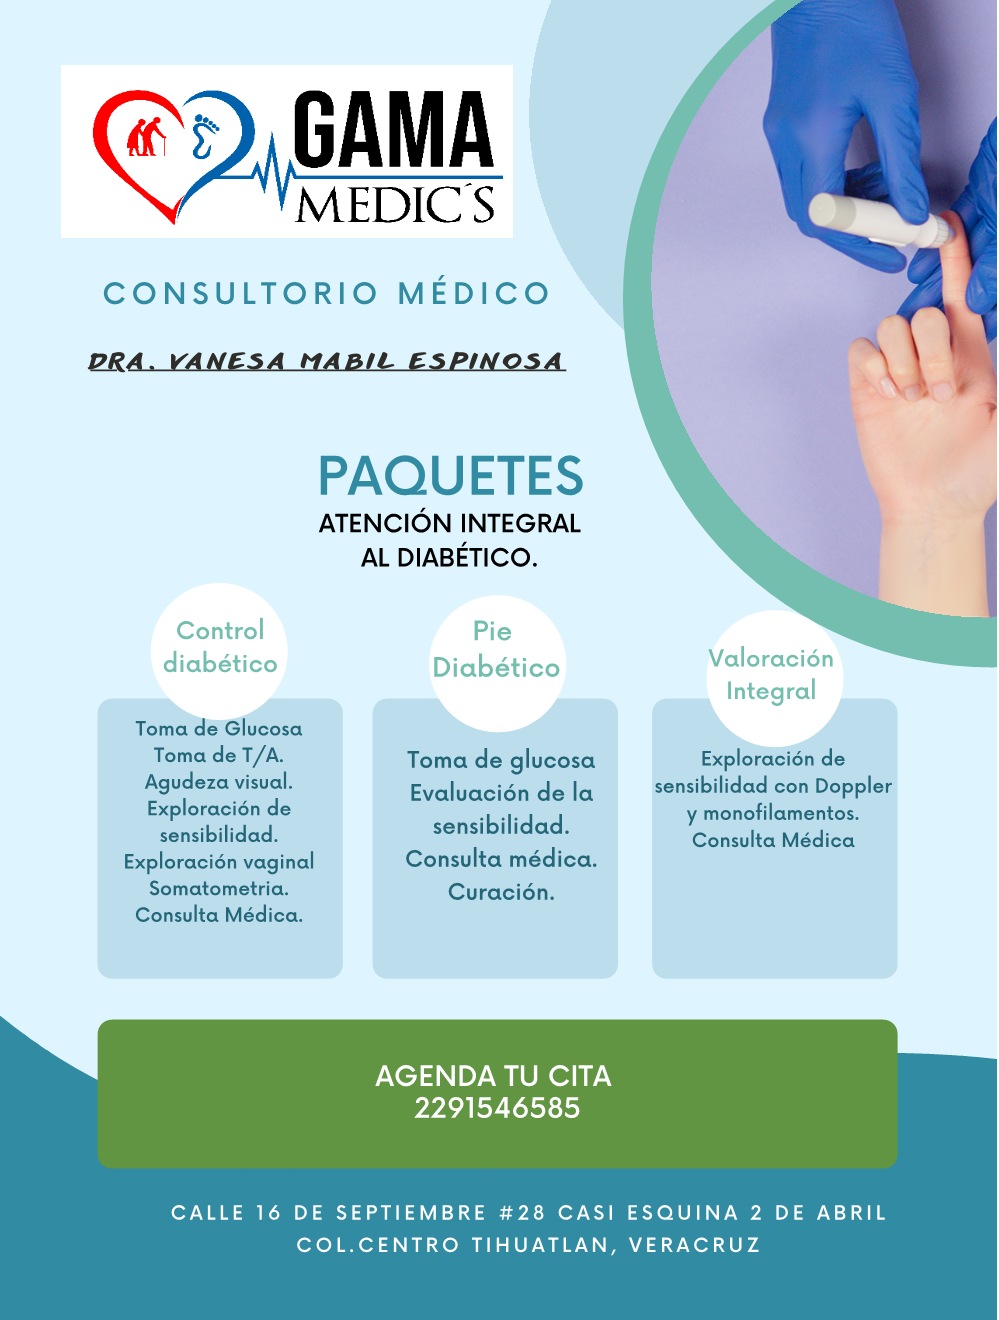 GAMA
MEDIC´S
CONSULTORIO MÉDICO
DRA. VANESA MABIL ESPINOSA
PAQUETES
ATENCIÓN INTEGRAL
AL DIABÉTICO.
Control
diabético
Toma de Glucosa
Toma de T/A.
Agudeza visual.
Exploración de
sensibilidad.
Exploración vaginal
Somatometria.
Consulta Médica.
Pie
Diabético
Toma de glucosa
Evaluación de la
sensibilidad.
Consulta médica.
Curación.
Valoración
Integral
Exploración de
sensibilidad con Doppler
y monofilamentos.
Consulta Médica
AGENDA TU CITA
2291546585
CALLE 16 DE SEPTIEMBRE #28 CASI ESQUINA 2 DE ABRIL
COL.CENTRO TIHUATLAN, VERACRUZ